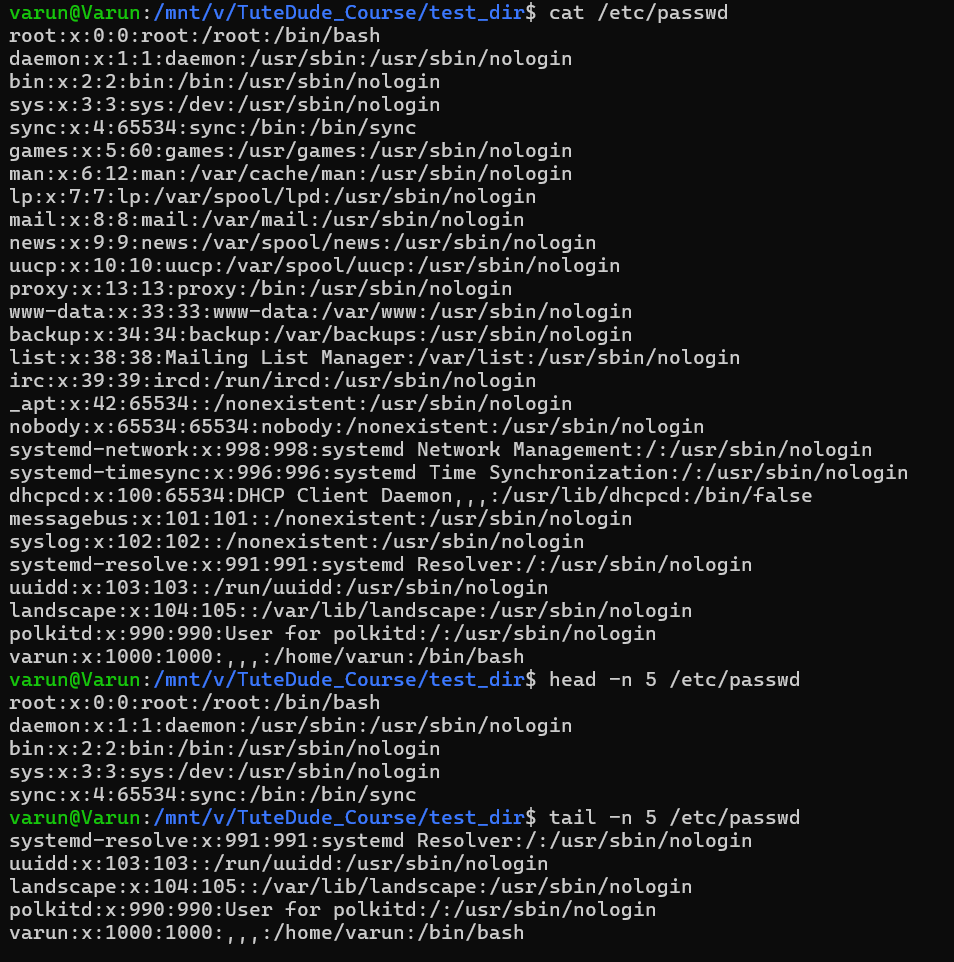 varun@Varun:/mnt/v/TuteDude_Course/test_dir$ cat /etc/passwd
root:x:0:0:root:/root:/bin/bash
daemon:x:1:1:daemon:/usr/sbin:/usr/sbin/nologin
bin:x:2:2:bin:/bin:/usr/sbin/nologin
sys:x:3:3:sys:/dev:/usr/sbin/nologin
sync:x:4:65534:sync:/bin:/bin/sync
games:x:5:60:games:/usr/games:/usr/sbin/nologin
man:x:6:12:man:/var/cache/man:/usr/sbin/nologin
lp:x:7:7:lp:/var/spool/lpd:/usr/sbin/nologin
mail:x:8:8:mail:/var/mail:/usr/sbin/nologin
news:x:9:9:news:/var/spool/news:/usr/sbin/nologin
uucp:x:10:10:uucp:/var/spool/uucp:/usr/sbin/nologin
proxy:x:13:13:proxy:/bin:/usr/sbin/nologin
www-data:x:33:33:www-data:/var/www:/usr/sbin/nologin
backup:x:34:34:backup:/var/backups:/usr/sbin/nologin
list:x:38:38:Mailing List Manager:/var/list:/usr/sbin/nologin
irc:x:39:39:ircd:/run/ircd:/usr/sbin/nologin
_apt:x:42:65534::/nonexistent:/usr/sbin/nologin
nobody:x:65534:65534:nobody:/nonexistent:/usr/sbin/nologin
systemd-network:x:998:998:systemd Network Management:/:/usr/sbin/nologin
systemd-timesync:x:996:996:systemd Time Synchronization:/:/usr/sbin/nologin
dhcpcd:x:100:65534:DHCP Client Daemon,,,:/usr/lib/dhcpcd:/bin/false
messagebus:x:101:101::/nonexistent:/usr/sbin/nologin
syslog:x:102:102::/nonexistent:/usr/sbin/nologin
systemd-resolve:x:991:991:systemd Resolver:/:/usr/sbin/nologin
uuidd:x:103:103::/run/uuidd:/usr/sbin/nologin
landscape:x:104:105::/var/lib/landscape:/usr/sbin/nologin
polkitd:x:990:990:User for polkitd:/:/usr/sbin/nologin
varun:x:1000:1000:,,,:/home/varun:/bin/bash
varun@Varun:/mnt/v/TuteDude_Course/test_dir$ head -n 5 /etc/passwd
root:x:0:0:root:/root:/bin/bash
daemon:x:1:1:daemon:/usr/sbin:/usr/sbin/nologin
bin:x:2:2:bin:/bin:/usr/sbin/nologin
sys:x:3:3:sys:/dev:/usr/sbin/nologin
sync:x:4:65534:sync:/bin:/bin/sync
varun@Varun:/mnt/v/TuteDude_Course/test_dir$ tail -n 5 /etc/passwd
systemd-resolve:x:991:991:systemd Resolver:/:/usr/sbin/nologin
uuidd:x:103:103::/run/uuidd:/usr/sbin/nologin
landscape:x:104:105::/var/lib/landscape:/usr/sbin/nologin
polkitd:x:990:990:User for polkitd:/:/usr/sbin/nologin
varun:x:1000:1000:,,,:/home/varun:/bin/bash